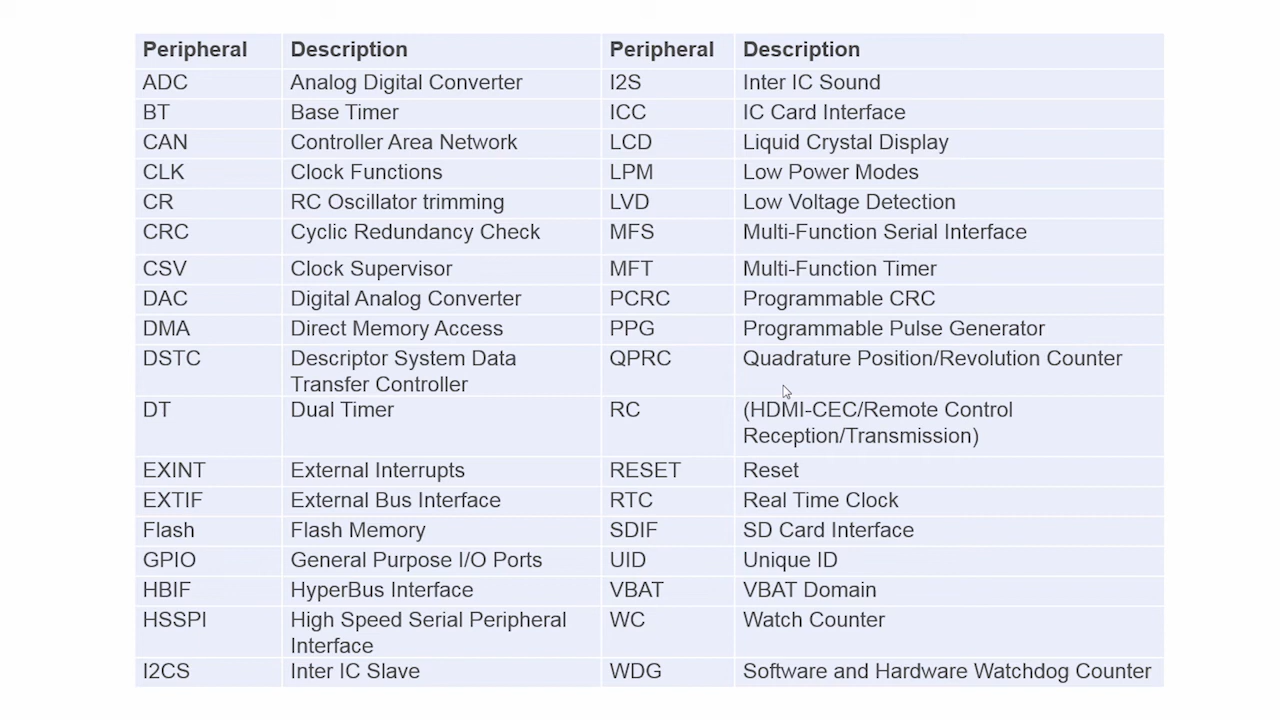 Peripheral Description Peripheral Description
ADC Analog Digital Converter I2S Inter IC Sound
BT Base Timer ICC IC Card Interface
CAN Controller Area Network LCD Liquid Crystal Display
CLK Clock Functions LPM Low Power Modes
CR RC Oscillator trimming LVD Low Voltage Detection
CRC Cyclic Redundancy Check MFS Multi-Function Serial Interface
CSV Clock Supervisor MFT Multi-Function Timer
DAC Digital Analog Converter PCRC Programmable CRC
DMA Direct Memory Access PPG Programmable Pulse Generator
DSTC Descriptor System Data QPRC Quadrature Position/Revolution Counter
Transfer Controller
DT Dual Timer RC (HDMI-CEC/Remote Control
Reception/Transmission)
EXINT External Interrupts RESET Reset
EXTIF External Bus Interface RTC Real Time Clock
Flash Flash Memory SDIF SD Card Interface
GPIO General Purpose I/O Ports UID Unique ID
HBIF HyperBus Interface VBAT VBAT Domain
HSSPI High Speed Serial Peripheral WC Watch Counter
Interface
I2CS Inter IC Slave WDG Software and Hardware Watchdog Counter